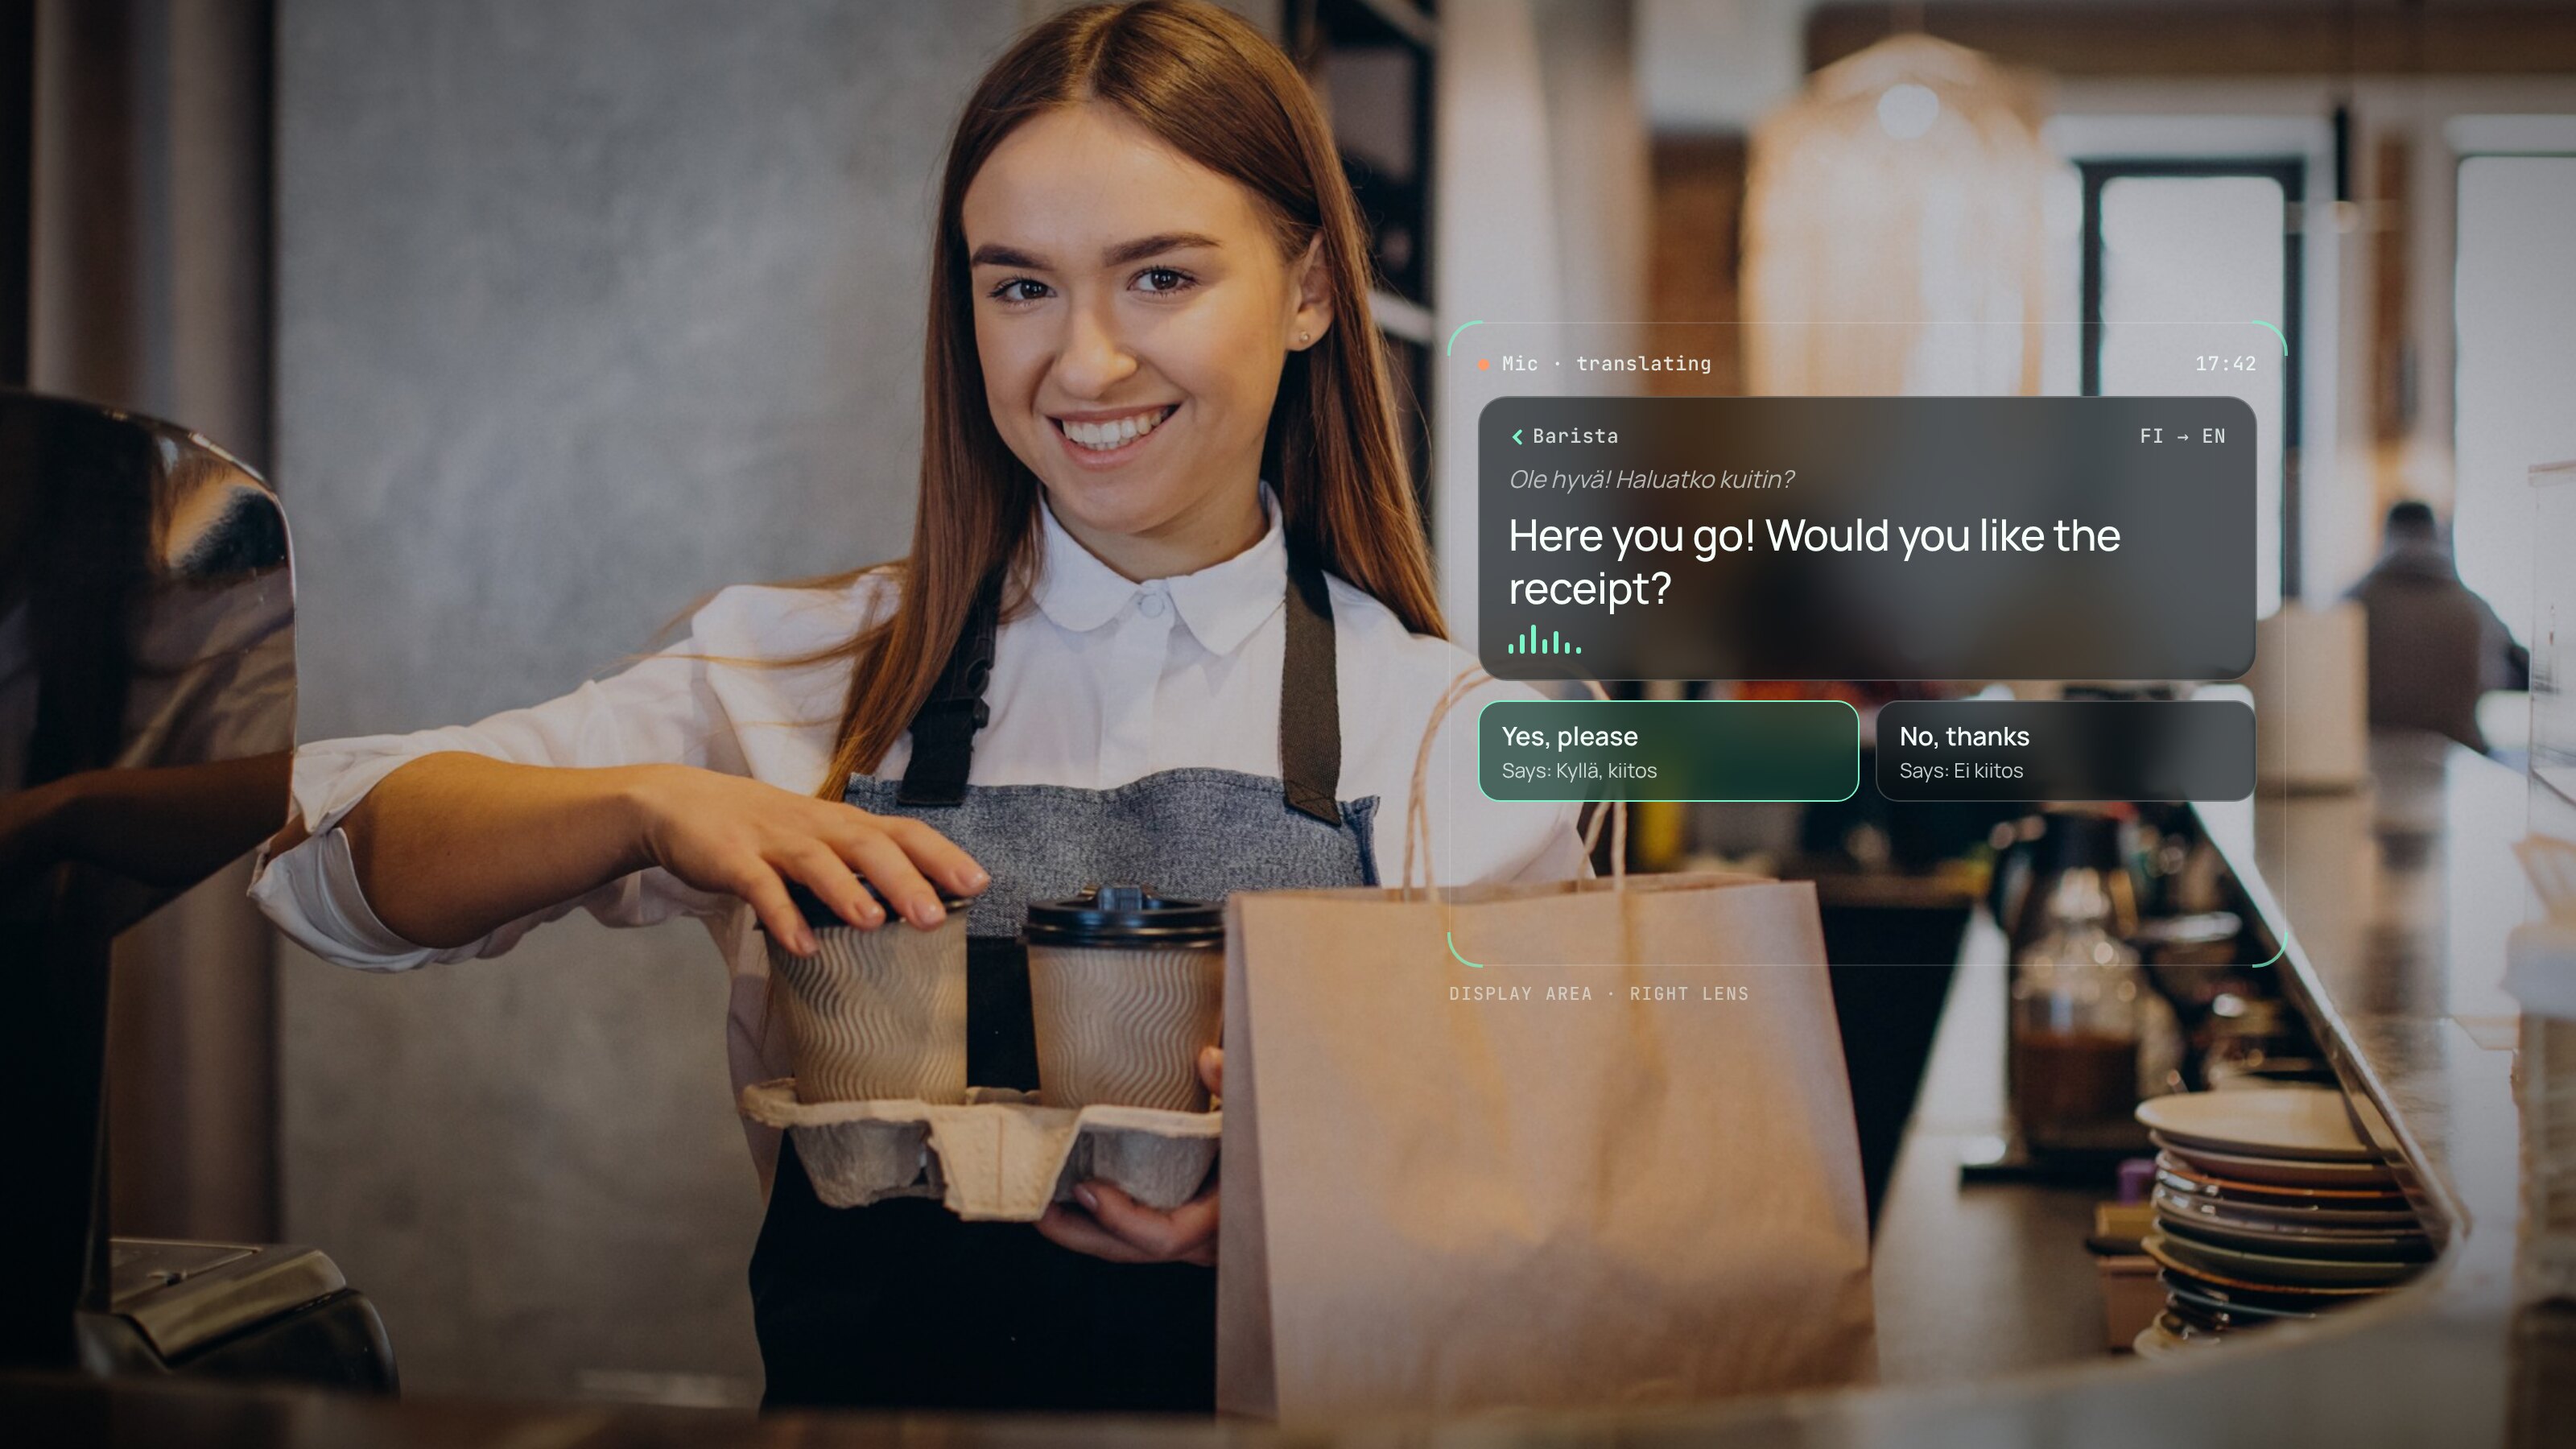 Mic · translating 17:42
Barista FI → EN
Ole hyvä! Haluatko kuitin?
Here you go! Would you like the
receipt?
Yes, please No, thanks
Says: Kyllä, kiitos Says: Ei kiitos
DISPLAY AREA · RIGHT LENS